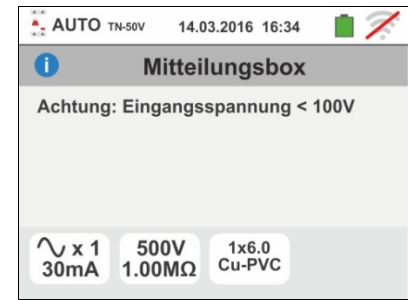 AUTO TN-50V 14.03.2016 16:34
i Mitteilungsbox
Achtung: Eingangsspannung < 100V
x 1 500V 1x6.0
30mA 1.00MΩ Cu-PVC